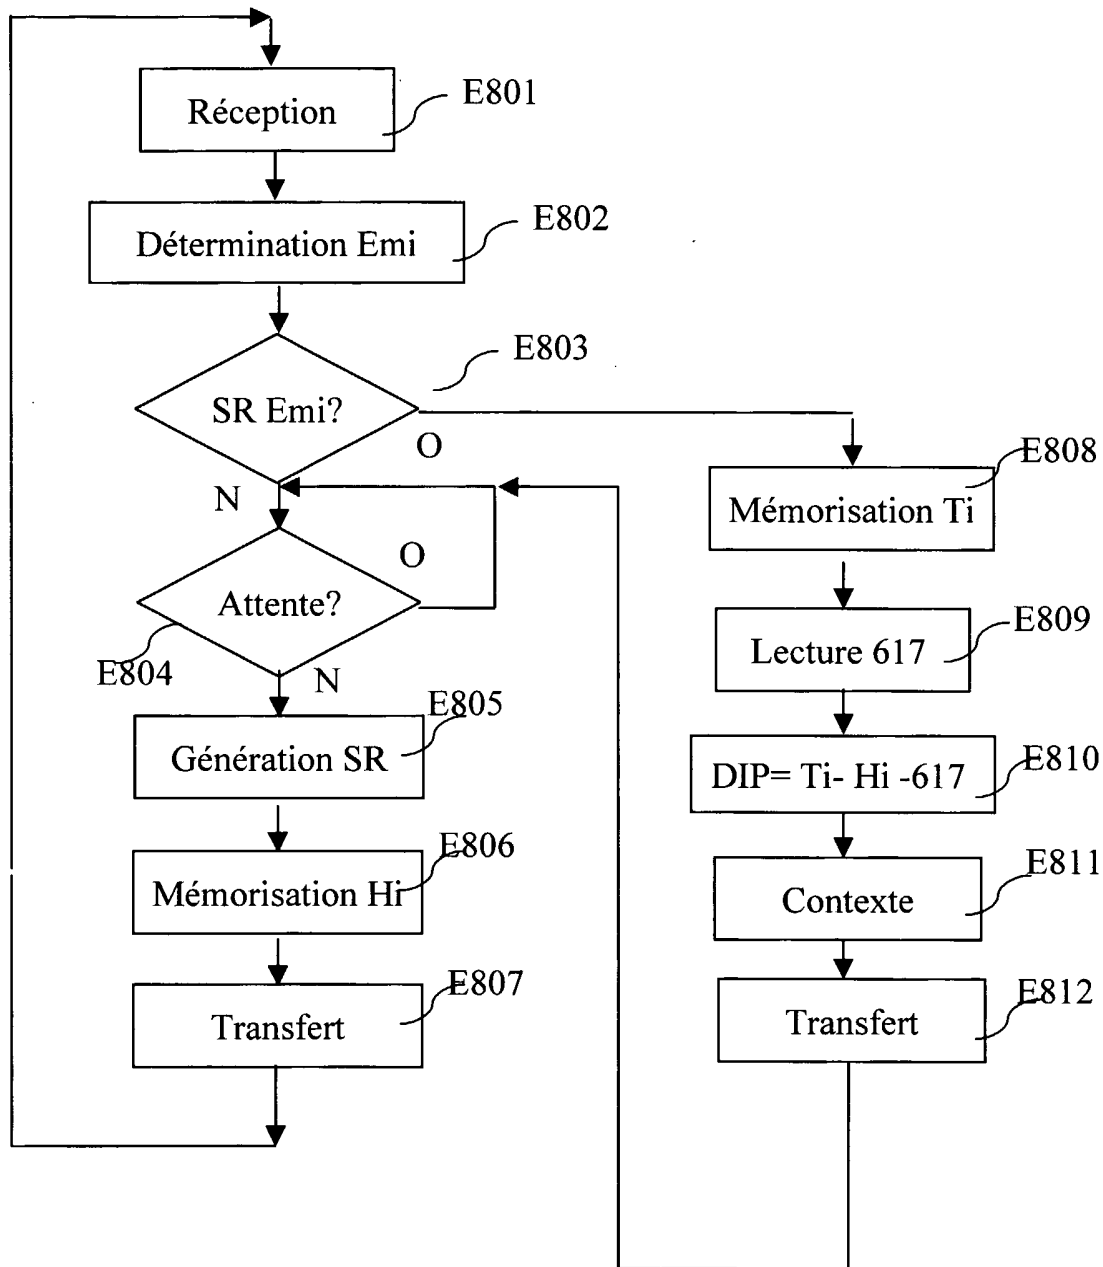 Réception
E801
Détermination Emi
E802
SR Emi?
E803
O
N
Attente?
O
E804
N
Génération SR
E805
Mémorisation Hi
E806
Transfert
E807
Mémorisation Ti
E808
Lecture 617
E809
DIP= Ti- Hi -617
E810
Contexte
E811
Transfert
E812